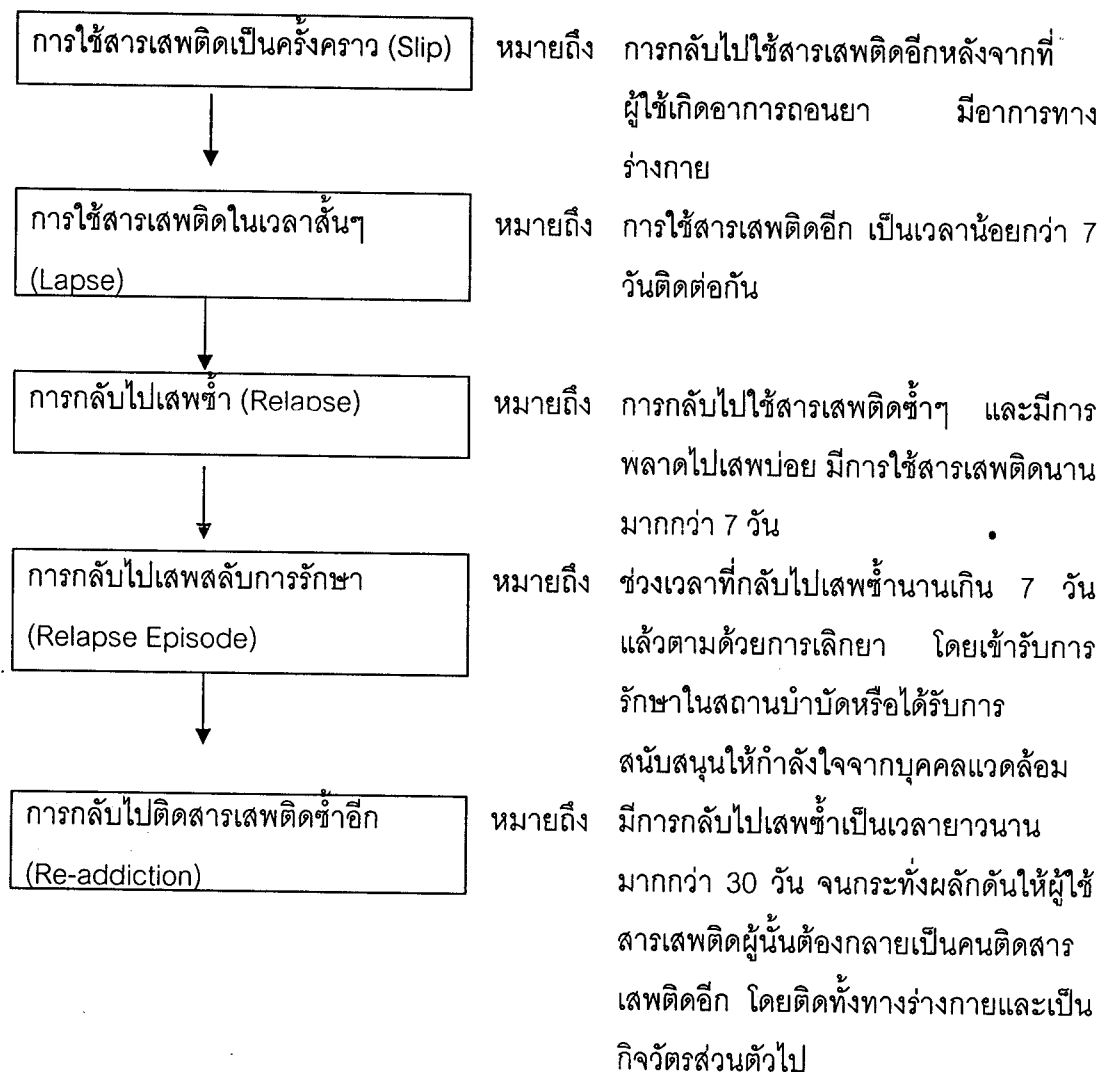 การใช้สารเสพติดเป็นครั้งคราว (Slip) หมายถึง การกลับไปใช้สารเสพติดอีกหลังจากที่
ผู้ใช้เกิดอาการถอนยา มีอาการทาง
ร่างกาย
การใช้สารเสพติดในเวลาสั้นๆ หมายถึง การใช้สารเสพติดอีก เป็นเวลาน้อยกว่า 7
(Lapse) วันติดต่อกัน
การกลับไปเสพซ้ำ (Relapse) หมายถึง การกลับไปใช้สารเสพติดซ้ำๆ และมีการ
พลาดไปเสพบ่อย มีการใช้สารเสพติดนาน
มากกว่า 7 วัน
การกลับไปเสพสลับการรักษา หมายถึง ช่วงเวลาที่กลับไปเสพซ้ำนานเกิน 7 วัน
(Relapse Episode) แล้วตามด้วยการเลิกยา โดยเข้ารับการ
รักษาในสถานบำบัดหรือได้รับการ
สนับสนุนให้กำลังใจจากบุคคลแวดล้อม
การกลับไปติดสารเสพติดซ้ำอีก หมายถึง มีการกลับไปเสพซ้ำเป็นเวลายาวนาน
(Re-addiction) มากกว่า 30 วัน จนกระทั่งผลักดันให้ผู้ใช้
สารเสพติดผู้นั้นต้องกลายเป็นคนติดสาร
เสพติดอีก โดยติดทั้งทางร่างกายและเป็น
กิจวัตรส่วนตัวไป